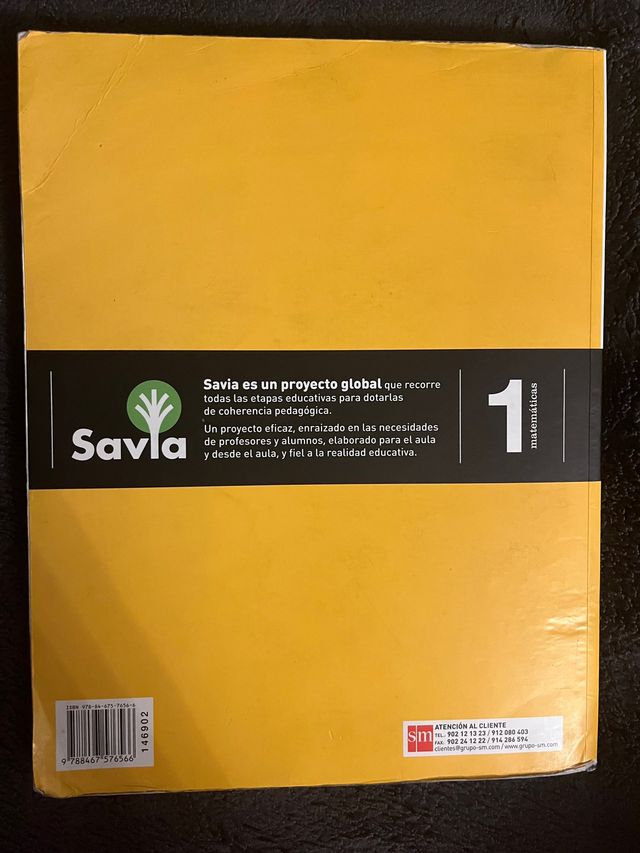 Savia
Savia es un proyecto global que recorre
todas las etapas educativas para dotarlas
de coherencia pedagógica.
Un proyecto eficaz, enraizado en las necesidades
de profesores y alumnos, elaborado para el aula
y desde el aula, y fiel a la realidad educativa.
1
matemáticas
ISBN 978-84-675-7656-6
9 788467 576566
146902
sm
ATENCIÓN AL CLIENTE
TEL.: 902 12 13 23 / 912 080 403
FAX: 902 24 12 22 / 914 286 594
clientes@grupo-sm.com / www.grupo-sm.com